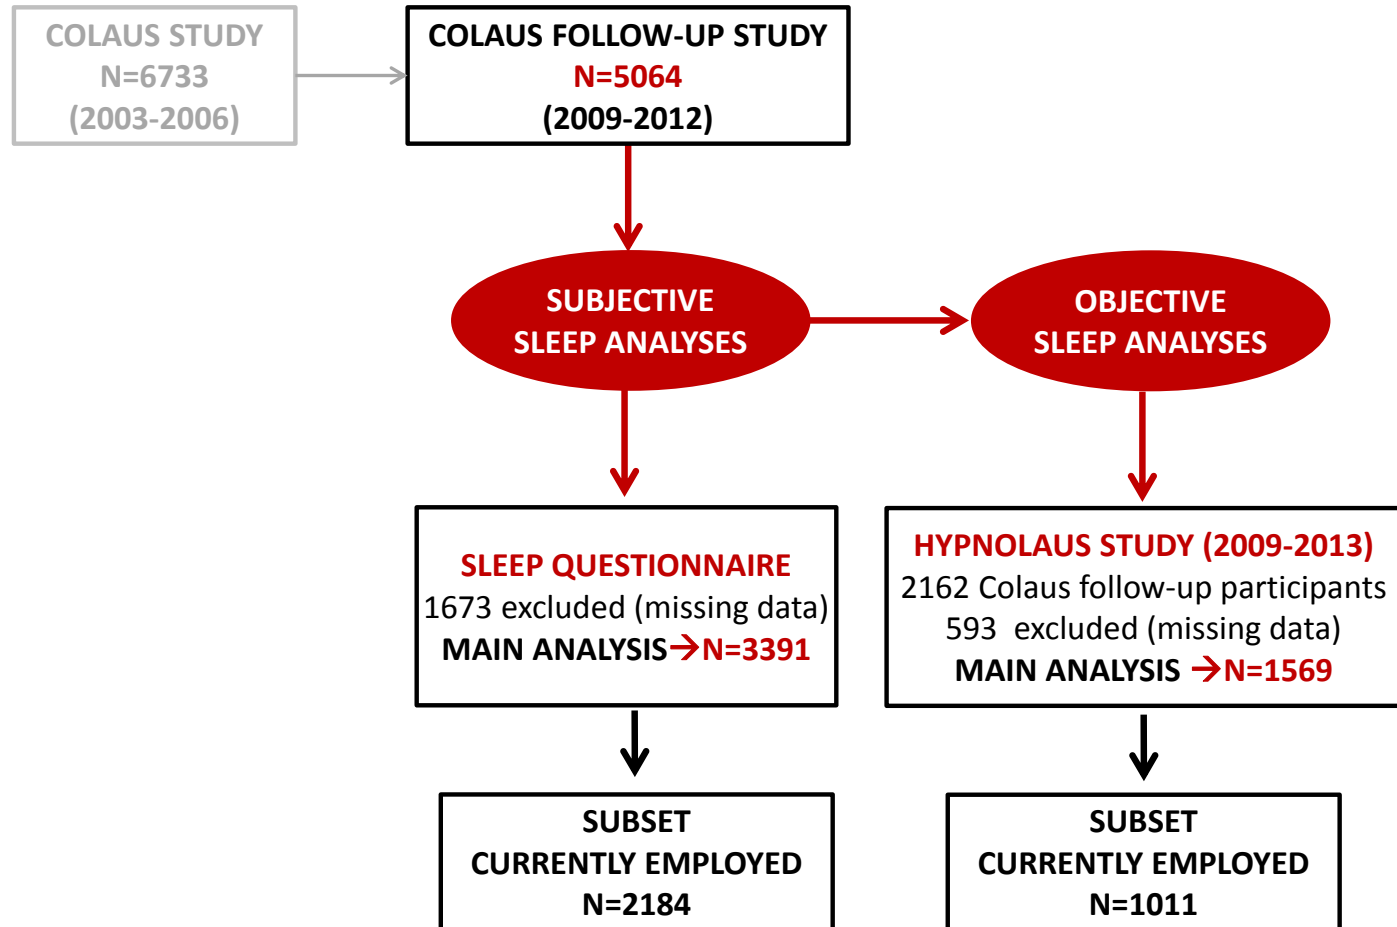 COLAUS STUDY
N=6733
(2003-2006)
COLAUS FOLLOW-UP STUDY
N=5064
(2009-2012)
SUBJECTIVE
SLEEP ANALYSES
OBJECTIVE
SLEEP ANALYSES
SLEEP QUESTIONNAIRE
1673 excluded (missing data)
MAIN ANALYSIS→N=3391
HYPNOLAUS STUDY (2009-2013)
2162 Colaus follow-up participants
593 excluded (missing data)
MAIN ANALYSIS →N=1569
SUBSET
CURRENTLY EMPLOYED
N=2184
SUBSET
CURRENTLY EMPLOYED
N=1011